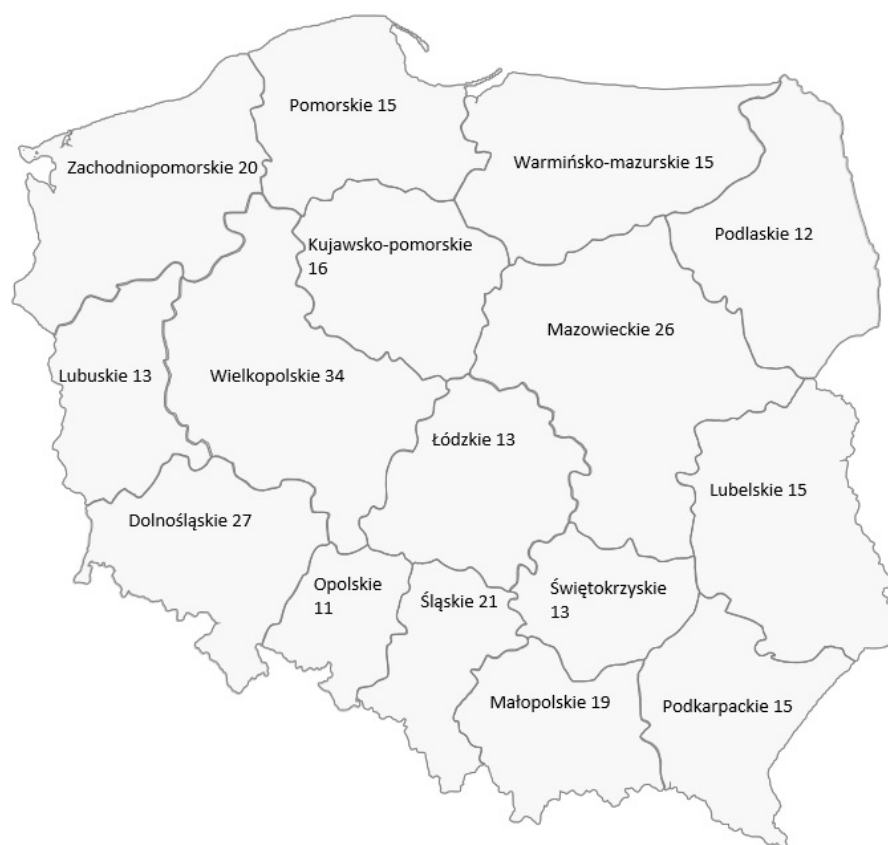 Pomorskie 15
Warmińsko-mazurskie 15
Zachodniopomorskie 20
Podlaskie 12
Kujawsko-pomorskie
16
Mazowieckie 26
Lubuskie 13
Wielkopolskie 34
Łódzkie 13
Lubelskie 15
Dolnośląskie 27
Opolskie
11
Śląskie 21
Świętokrzyskie
13
Małopolskie 19
Podkarpackie 15